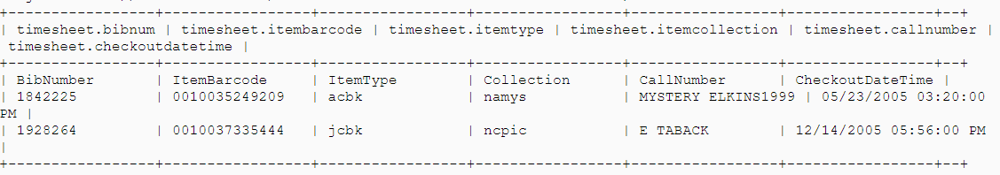 +------------------+------------------+------------------+------------------+------------------+------------------+--+
| timesheet.bibnum | timesheet.itembarcode | timesheet.itemtype | timesheet.itemcollection | timesheet.callnumber |
timesheet.checkoutdatetime |
+------------------+------------------+------------------+------------------+------------------+------------------+--+
| BibNumber | ItemBarcode | ItemType | Collection | CallNumber | CheckoutDateTime |
| 1842225 | 0010035249209 | acbk | namys | MYSTERY ELKINS1999 | 05/23/2005 03:20:00
PM |
| 1928264 | 0010037335444 | jcbk | ncpic | E TABACK | 12/14/2005 05:56:00 PM
|
+------------------+------------------+------------------+------------------+------------------+------------------+--+